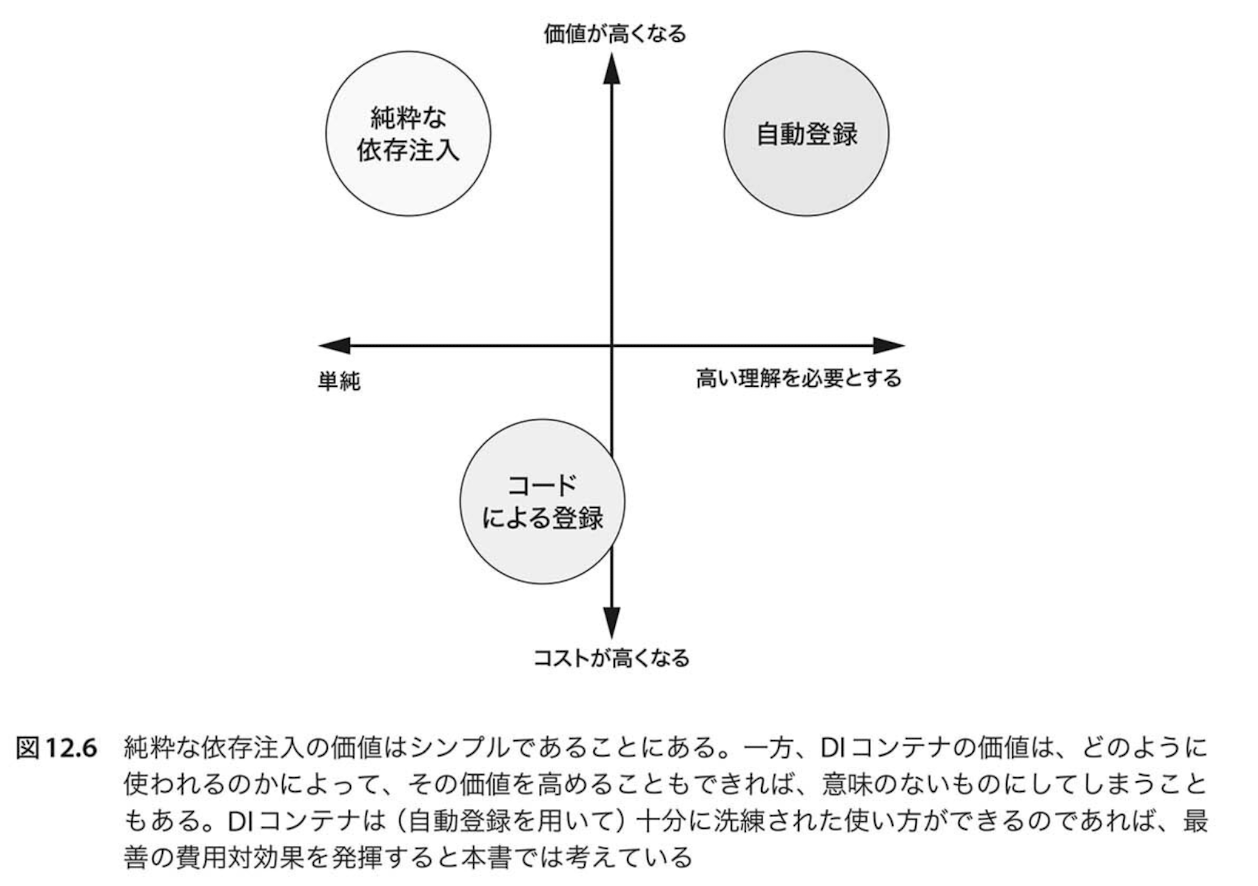 価値が高くなる
純粋な
依存注入
自動登録
単純
高い理解を必要とする
コード
による登録
コストが高くなる
図12.6 純粋な依存注入の価値はシンプルであることにある。一方、DIコンテナの価値は、どのように
使われるのかによって、その価値を高めることもできれば、意味のないものにしてしまうこと
もある。DIコンテナは（自動登録を用いて）十分に洗練された使い方ができるのであれば、最
善の費用対効果を発揮すると本書では考えている